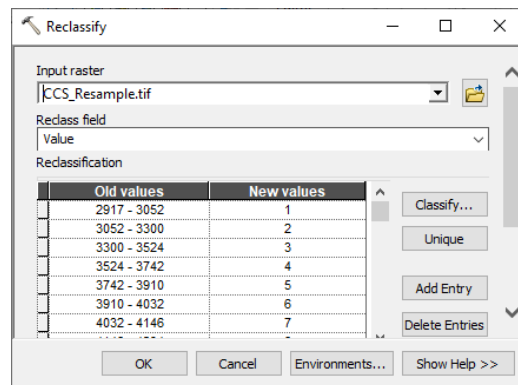 Reclassify
Input raster
CCS_Resample.tif
Reclass field
Value
Reclassification
Old values New values
2917 - 3052 1
3052 - 3300 2
3300 - 3524 3
3524 - 3742 4
3742 - 3910 5
3910 - 4032 6
4032 - 4146 7
Classify...
Unique
Add Entry
Delete Entries
OK Cancel Environments... Show Help >>